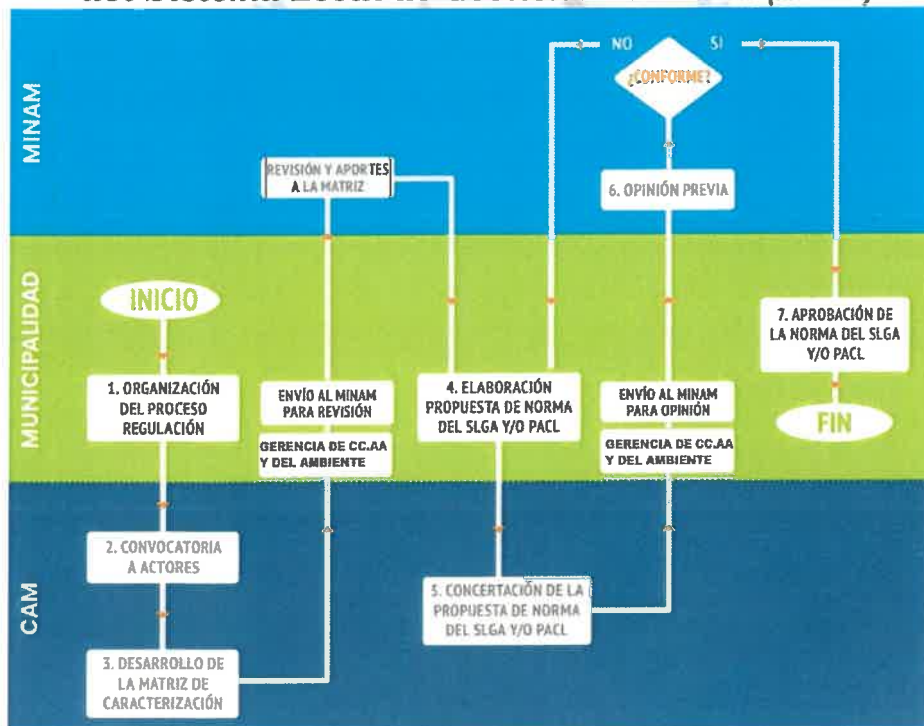 MINAM
NO
SI
¿CONFORME?
REVISIÓN Y APORTES
A LA MATRIZ
6. OPINIÓN PREVIA
MUNICIPALIDAD
INICIO
1. ORGANIZACIÓN
DEL PROCESO
REGULACIÓN
ENVÍO AL MINAM
PARA REVISIÓN
GERENCIA DE CC.AA
Y DEL AMBIENTE
4. ELABORACIÓN
PROPUESTA DE NORMA
DEL SLGA Y/O PACL
ENVÍO AL MINAM
PARA OPINIÓN
GERENCIA DE CC.AA
Y DEL AMBIENTE
7. APROBACIÓN DE
LA NORMA DEL SLGA
Y/O PACL
FIN
CAM
2. CONVOCATORIA
A ACTORES
3. DESARROLLO DE
LA MATRIZ DE
CARACTERIZACIÓN
5. CONCERTACIÓN DE LA
PROPUESTA DE NORMA
DEL SLGA Y/O PACL